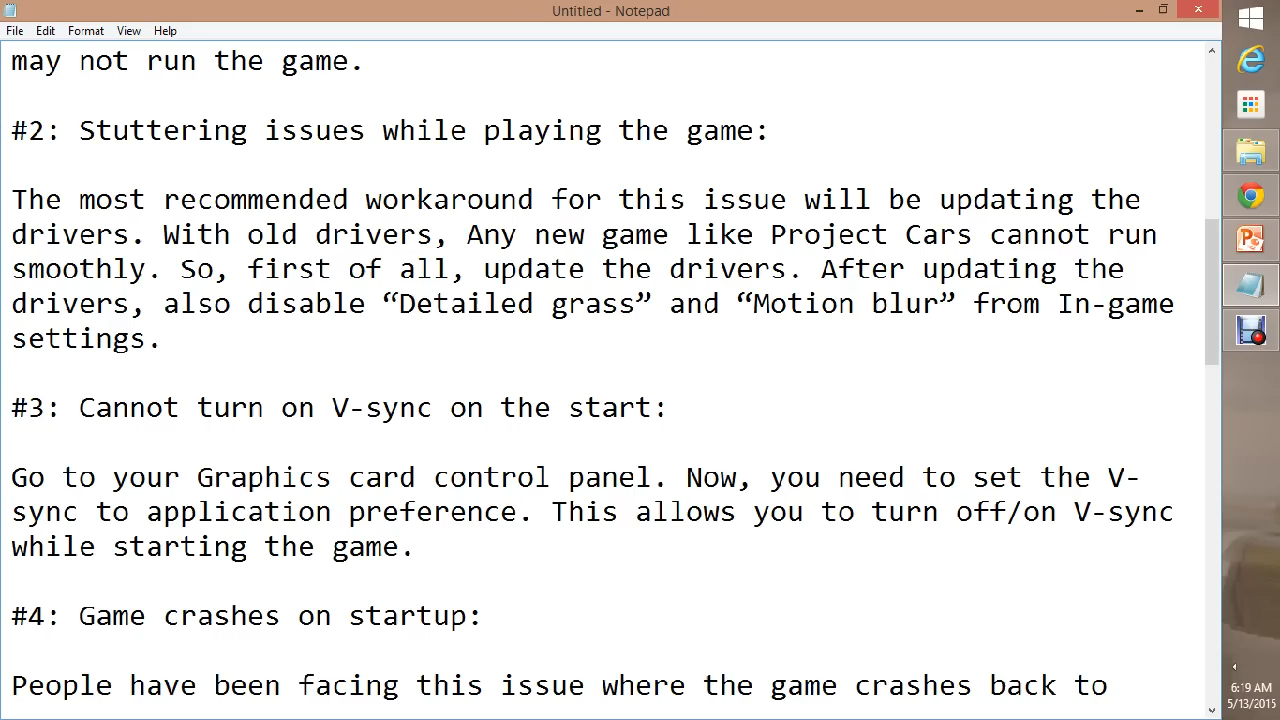 Untitled - Notepad
File Edit Format View Help
may not run the game.
#2: Stuttering issues while playing the game:
The most recommended workaround for this issue will be updating the
drivers. With old drivers, Any new game like Project Cars cannot run
smoothly. So, first of all, update the drivers. After updating the
drivers, also disable “Detailed grass” and “Motion blur” from In-game
settings.
#3: Cannot turn on V-sync on the start:
Go to your Graphics card control panel. Now, you need to set the V-
sync to application preference. This allows you to turn off/on V-sync
while starting the game.
#4: Game crashes on startup:
People have been facing this issue where the game crashes back to
6:19 AM
5/13/2015